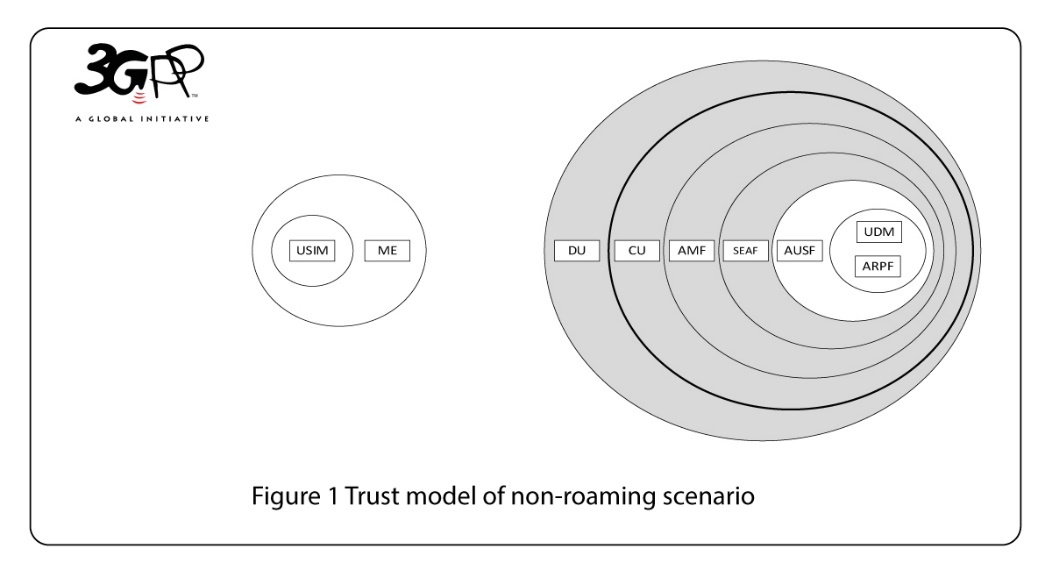 3GPP
TM
A GLOBAL INITIATIVE
USIM
ME
DU
CU
AMF
SEAF
AUSF
UDM
ARPF
Figure 1 Trust model of non-roaming scenario